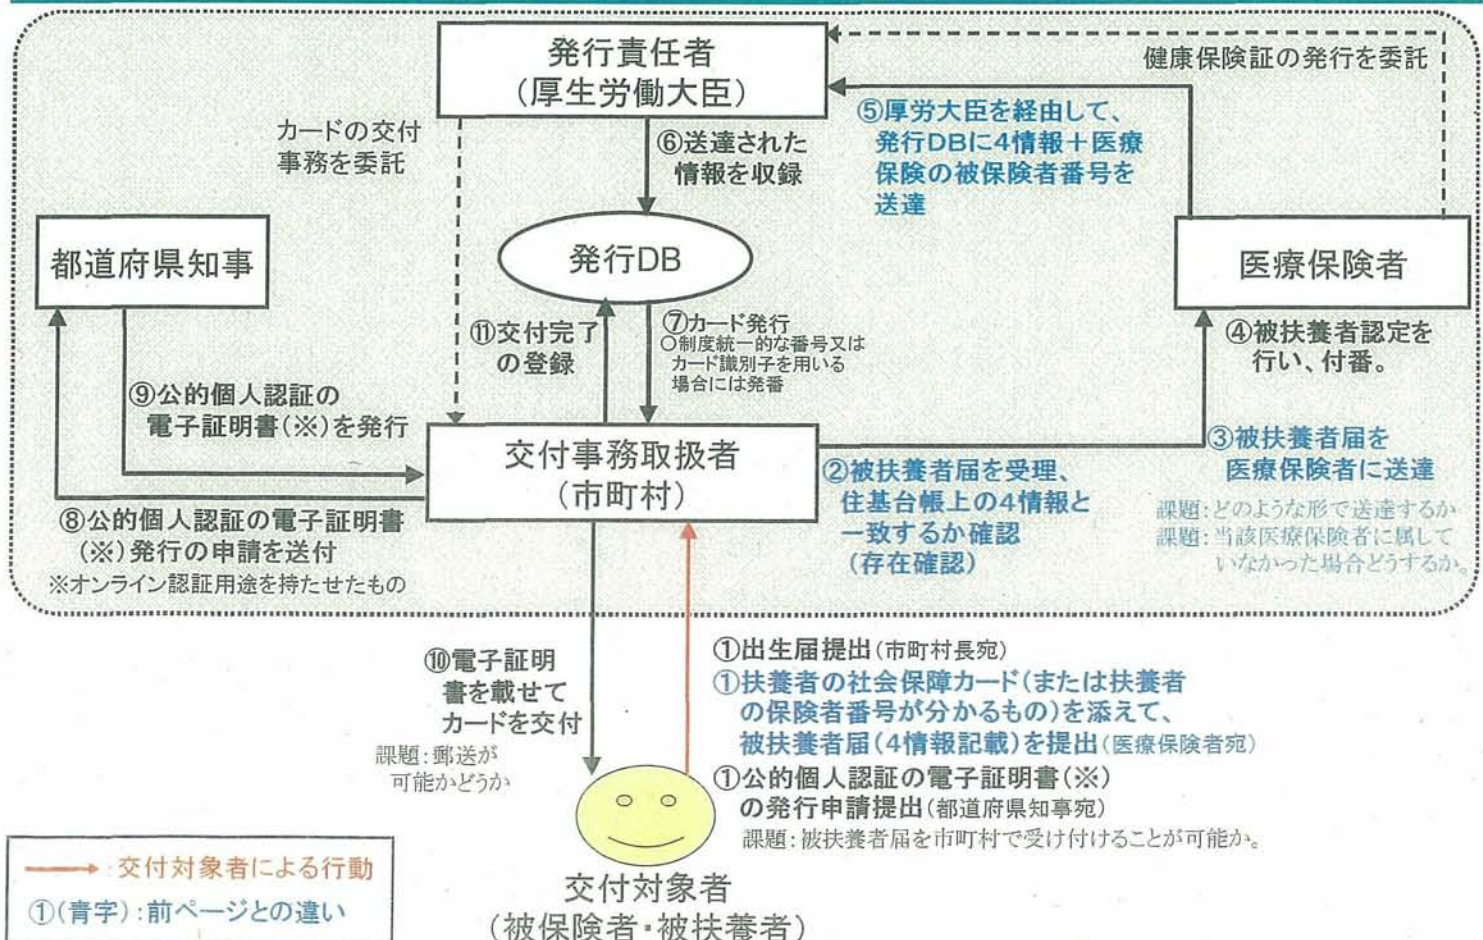 発行責任者
(厚生労働大臣)
健康保険証の発行を委託
カードの交付
事務を委託
⑤厚労大臣を経由して、
発行DBに4情報＋医療
保険の被保険者番号を
送達
⑥送達された
情報を収録
都道府県知事
発行DB
医療保険者
⑪交付完了
の登録
⑦カード発行
○制度統一的な番号又は
カード識別子を用いる
場合には発番
④被扶養者認定を
行い、付番。
⑨公的個人認証の
電子証明書(※)を発行
交付事務取扱者
(市町村)
②被扶養者届を受理、
住基台帳上の4情報と
一致するか確認
(存在確認)
③被扶養者届を
医療保険者に送達
課題:どのような形で送達するか
課題:当該医療保険者に属して
いなかった場合どうするか。
⑧公的個人認証の電子証明書
(※)発行の申請を送付
※オンライン認証用途を持たせたもの
⑩電子証明
書を載せて
カードを交付
課題:郵送が
可能かどうか
①出生届提出(市町村長宛)
①扶養者の社会保障カード(または扶養者
の保険者番号が分かるもの)を添えて、
被扶養者届(4情報記載)を提出(医療保険者宛)
①公的個人認証の電子証明書(※)
の発行申請提出(都道府県知事宛)
課題:被扶養者届を市町村で受け付けることが可能か。
交付対象者
(被保険者・被扶養者)
交付対象者による行動
①(青字):前ページとの違い